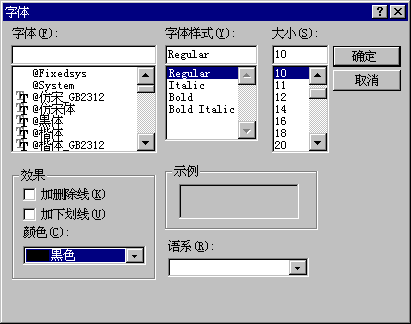 字体
字体(F):
字体样式(Y):
大小(S):
Regular
10
确定
取消
@Fixedsys
@System
@仿宋_GB2312
@仿宋体
@黑体
@楷体
@楷体_GB2312
Regular
Italic
Bold
Bold Italic
10
11
12
14
16
18
20
效果
加删除线(K)
加下划线(U)
颜色(C):
黑色
示例
语系(R):